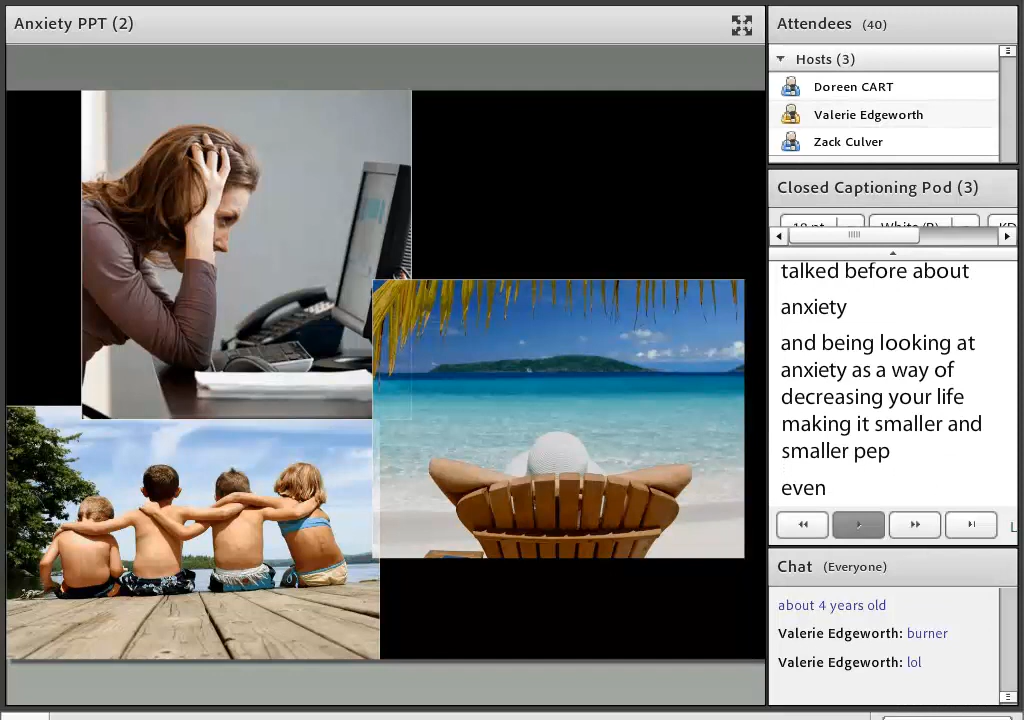 Anxiety PPT (2)
Attendees (40)
Hosts (3)
Doreen CART
Valerie Edgeworth
Zack Culver
Closed Captioning Pod (3)
talked before about
anxiety
and being looking at
anxiety as a way of
decreasing your life
making it smaller and
smaller pep
even
Chat (Everyone)
about 4 years old
Valerie Edgeworth: burner
Valerie Edgeworth: lol